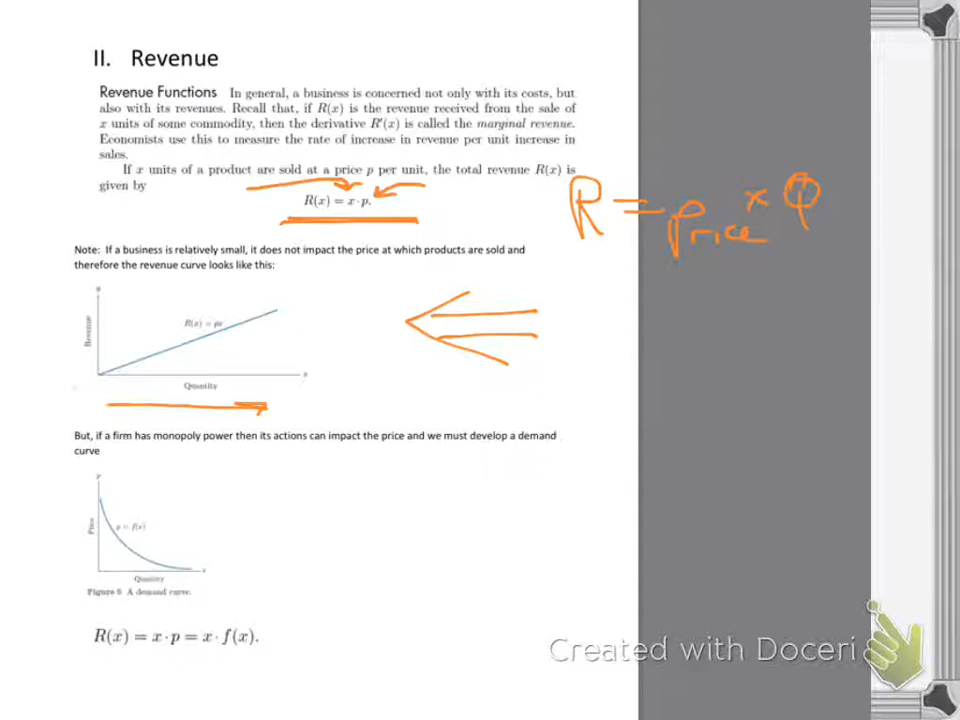 II. Revenue
Revenue Functions In general, a business is concerned not only with its costs, but
also with its revenues. Recall that, if R(x) is the revenue received from the sale of
x units of some commodity, then the derivative R′(x) is called the marginal revenue.
Economists use this to measure the rate of increase in revenue per unit increase in
sales.
If x units of a product are sold at a price p per unit, the total revenue R(x) is
given by
R(x) = x · p.
R = Price × Q
Note: If a business is relatively small, it does not impact the price at which products are sold and
therefore the revenue curve looks like this:
Revenue
R(x) = px
x
Quantity
But, if a firm has monopoly power then its actions can impact the price and we must develop a demand
curve
p
Price
p = f(x)
x
Quantity
Figure 8 A demand curve.
R(x) = x · p = x · f(x).
Created with Doceri